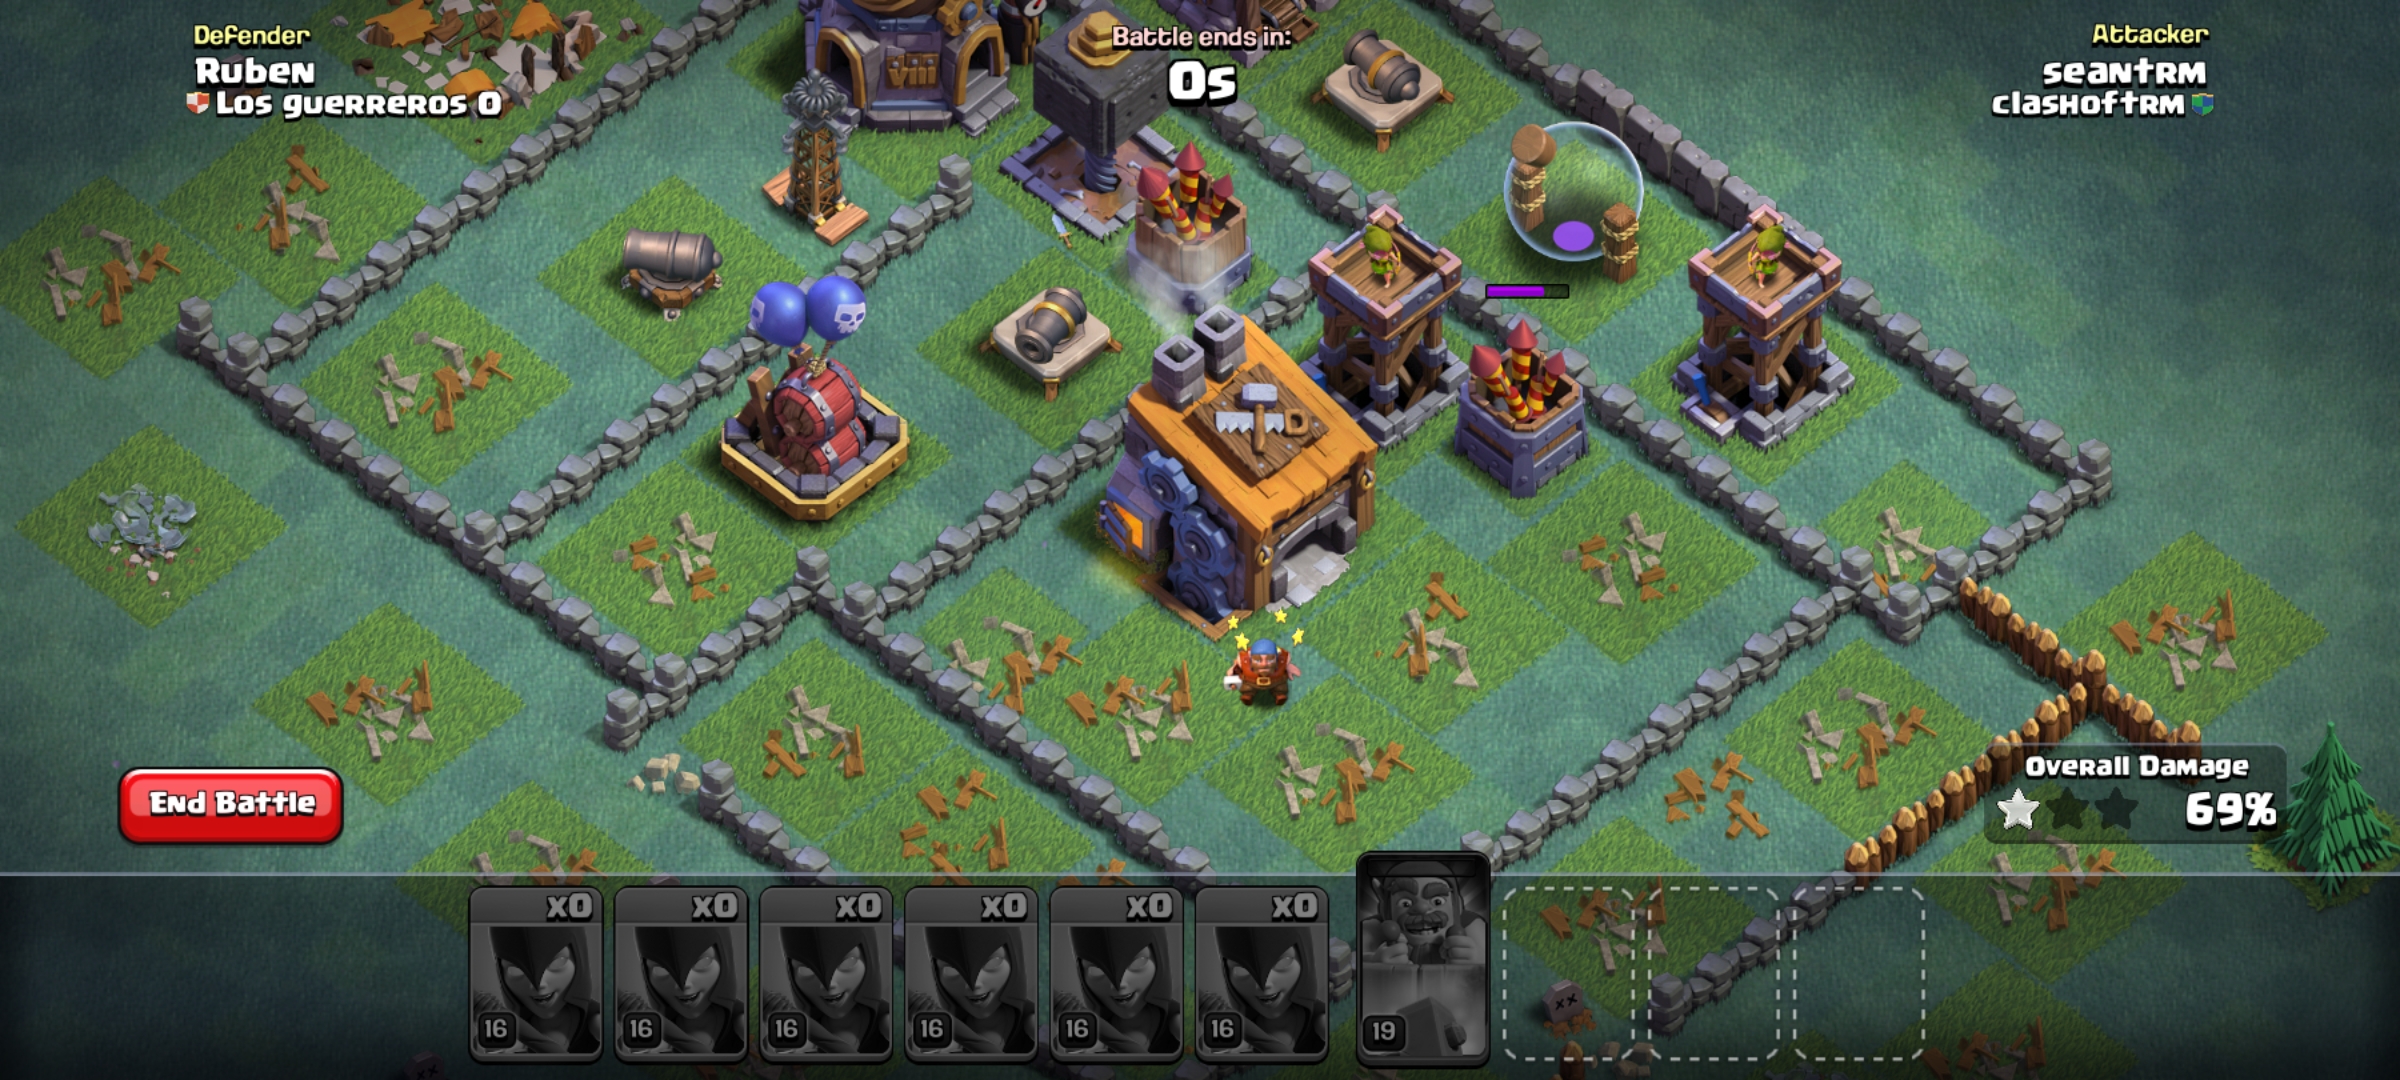 Defender
Ruben
Los guerreros 0
Battle ends in:
0s
Attacker
seantRM
clashoftRM
VIII
End Battle
Overall Damage
69%
x0
x0
x0
x0
x0
x0
16
16
16
16
16
16
19